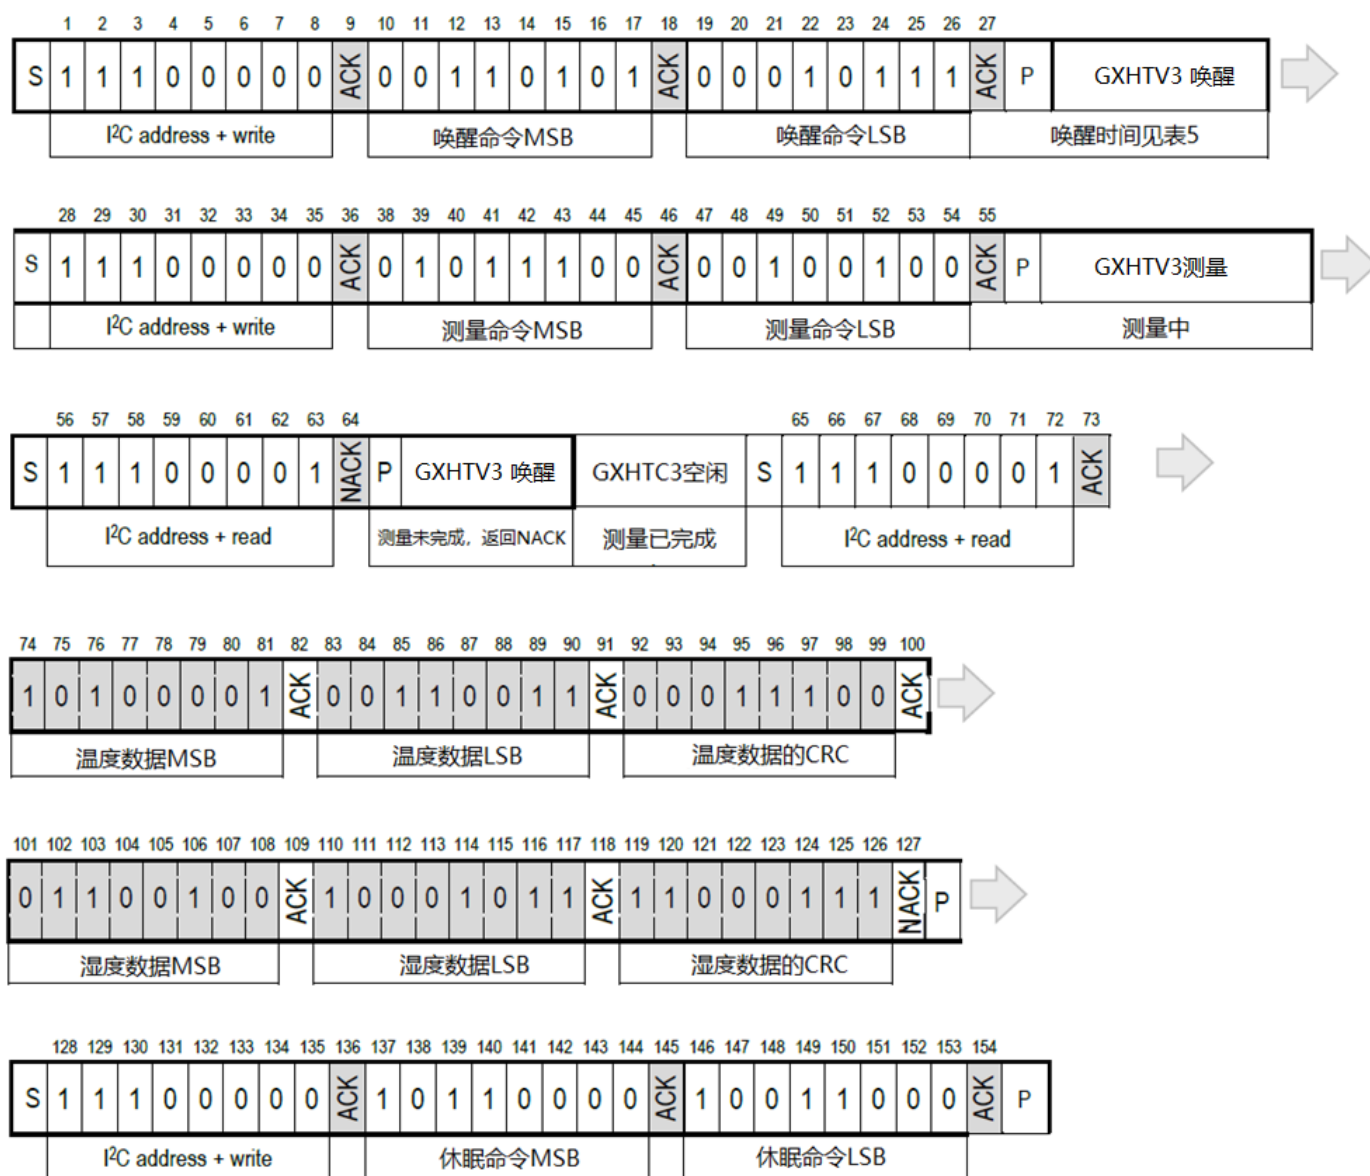 1 2 3 4 5 6 7 8 9 10 11 12 13 14 15 16 17 18 19 20 21 22 23 24 25 26 27
S 1 1 1 0 0 0 0 0 ACK 0 0 1 1 0 1 0 1 ACK 0 0 0 1 0 1 1 1 ACK P GXHTV3 唤醒
I²C address + write 唤醒命令MSB 唤醒命令LSB 唤醒时间见表5
28 29 30 31 32 33 34 35 36 38 39 40 41 42 43 44 45 46 47 48 49 50 51 52 53 54 55
S 1 1 1 0 0 0 0 0 ACK 0 1 0 1 1 1 0 0 ACK 0 0 1 0 0 1 0 0 ACK P GXHTV3测量
I²C address + write 测量命令MSB 测量命令LSB 测量中
56 57 58 59 60 61 62 63 64 65 66 67 68 69 70 71 72 73
S 1 1 1 0 0 0 0 1 NACK P GXHTV3 唤醒 GXHTC3空闲 S 1 1 1 0 0 0 0 1 ACK
I²C address + read 测量未完成，返回NACK 测量已完成 I²C address + read
74 75 76 77 78 79 80 81 82 83 84 85 86 87 88 89 90 91 92 93 94 95 96 97 98 99 100
1 0 1 0 0 0 0 1 ACK 0 0 1 1 0 0 1 1 ACK 0 0 0 1 1 1 0 0 ACK
温度数据MSB 温度数据LSB 温度数据的CRC
101 102 103 104 105 106 107 108 109 110 111 112 113 114 115 116 117 118 119 120 121 122 123 124 125 126 127
0 1 1 0 0 1 0 0 ACK 1 0 0 0 1 0 1 1 ACK 1 1 0 0 0 1 1 1 NACK P
湿度数据MSB 湿度数据LSB 湿度数据的CRC
128 129 130 131 132 133 134 135 136 137 138 139 140 141 142 143 144 145 146 147 148 149 150 151 152 153 154
S 1 1 1 0 0 0 0 0 ACK 1 0 1 1 0 0 0 0 ACK 1 0 0 1 1 0 0 0 ACK P
I²C address + write 休眠命令MSB 休眠命令LSB